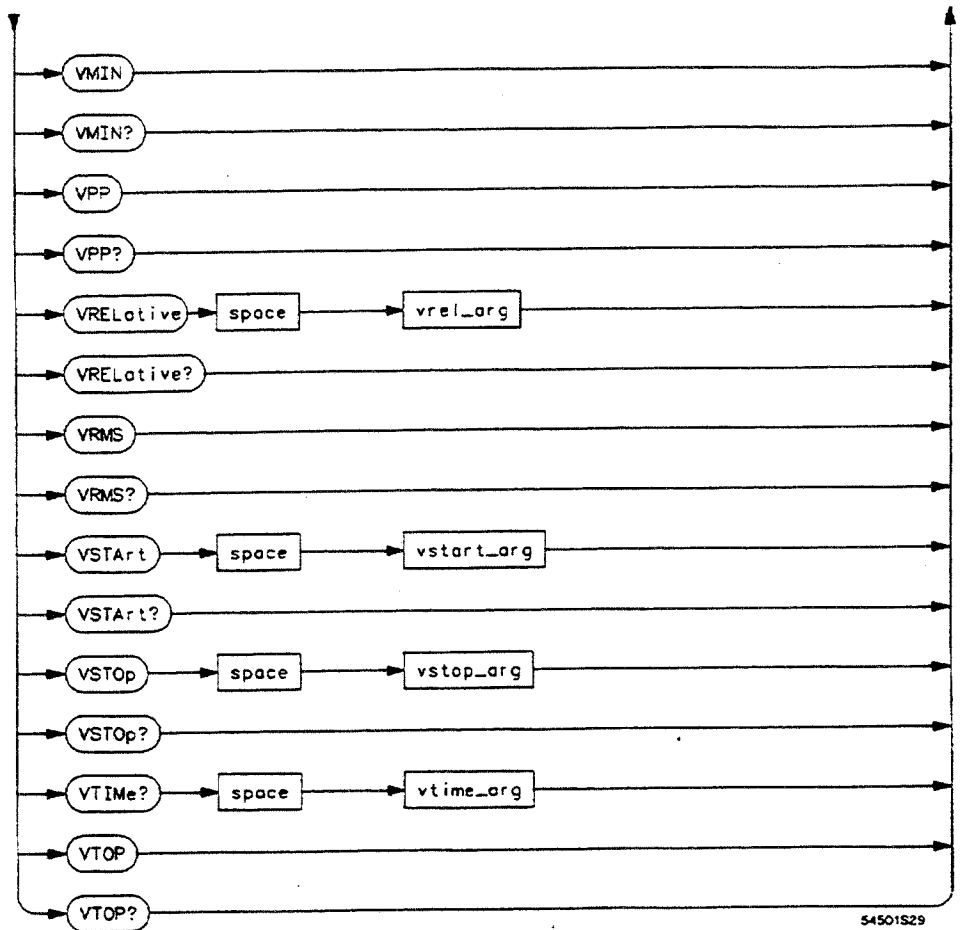 VMIN
VMIN?
VPP
VPP?
VRELative space vrel_arg
VRELative?
VRMS
VRMS?
VSTArt space vstart_arg
VSTArt?
VSTOp space vstop_arg
VSTOp?
VTIMe? space vtime_arg
VTOP
VTOP?
54501S29